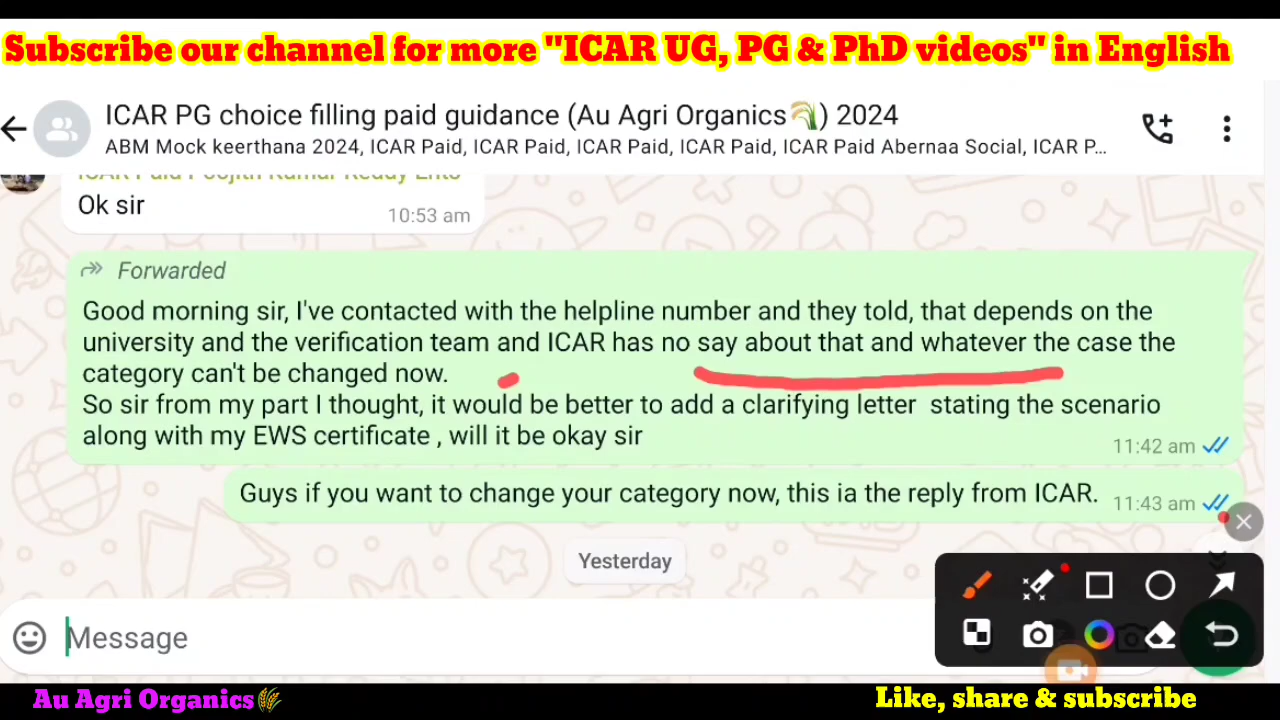 Subscribe our channel for more "ICAR UG, PG & PhD videos" in English
ICAR PG choice filling paid guidance (Au Agri Organics🌾) 2024
ABM Mock keerthana 2024, ICAR Paid, ICAR Paid, ICAR Paid, ICAR Paid, ICAR Paid Abernaa Social, ICAR P...
ICAR Paid Poojith Kumar Reddy Ento
Ok sir
10:53 am
Forwarded
Good morning sir, I've contacted with the helpline number and they told, that depends on the
university and the verification team and ICAR has no say about that and whatever the case the
category can't be changed now.
So sir from my part I thought, it would be better to add a clarifying letter stating the scenario
along with my EWS certificate , will it be okay sir
11:42 am
Guys if you want to change your category now, this ia the reply from ICAR.
11:43 am
Yesterday
Message
Au Agri Organics🌾
Like, share & subscribe